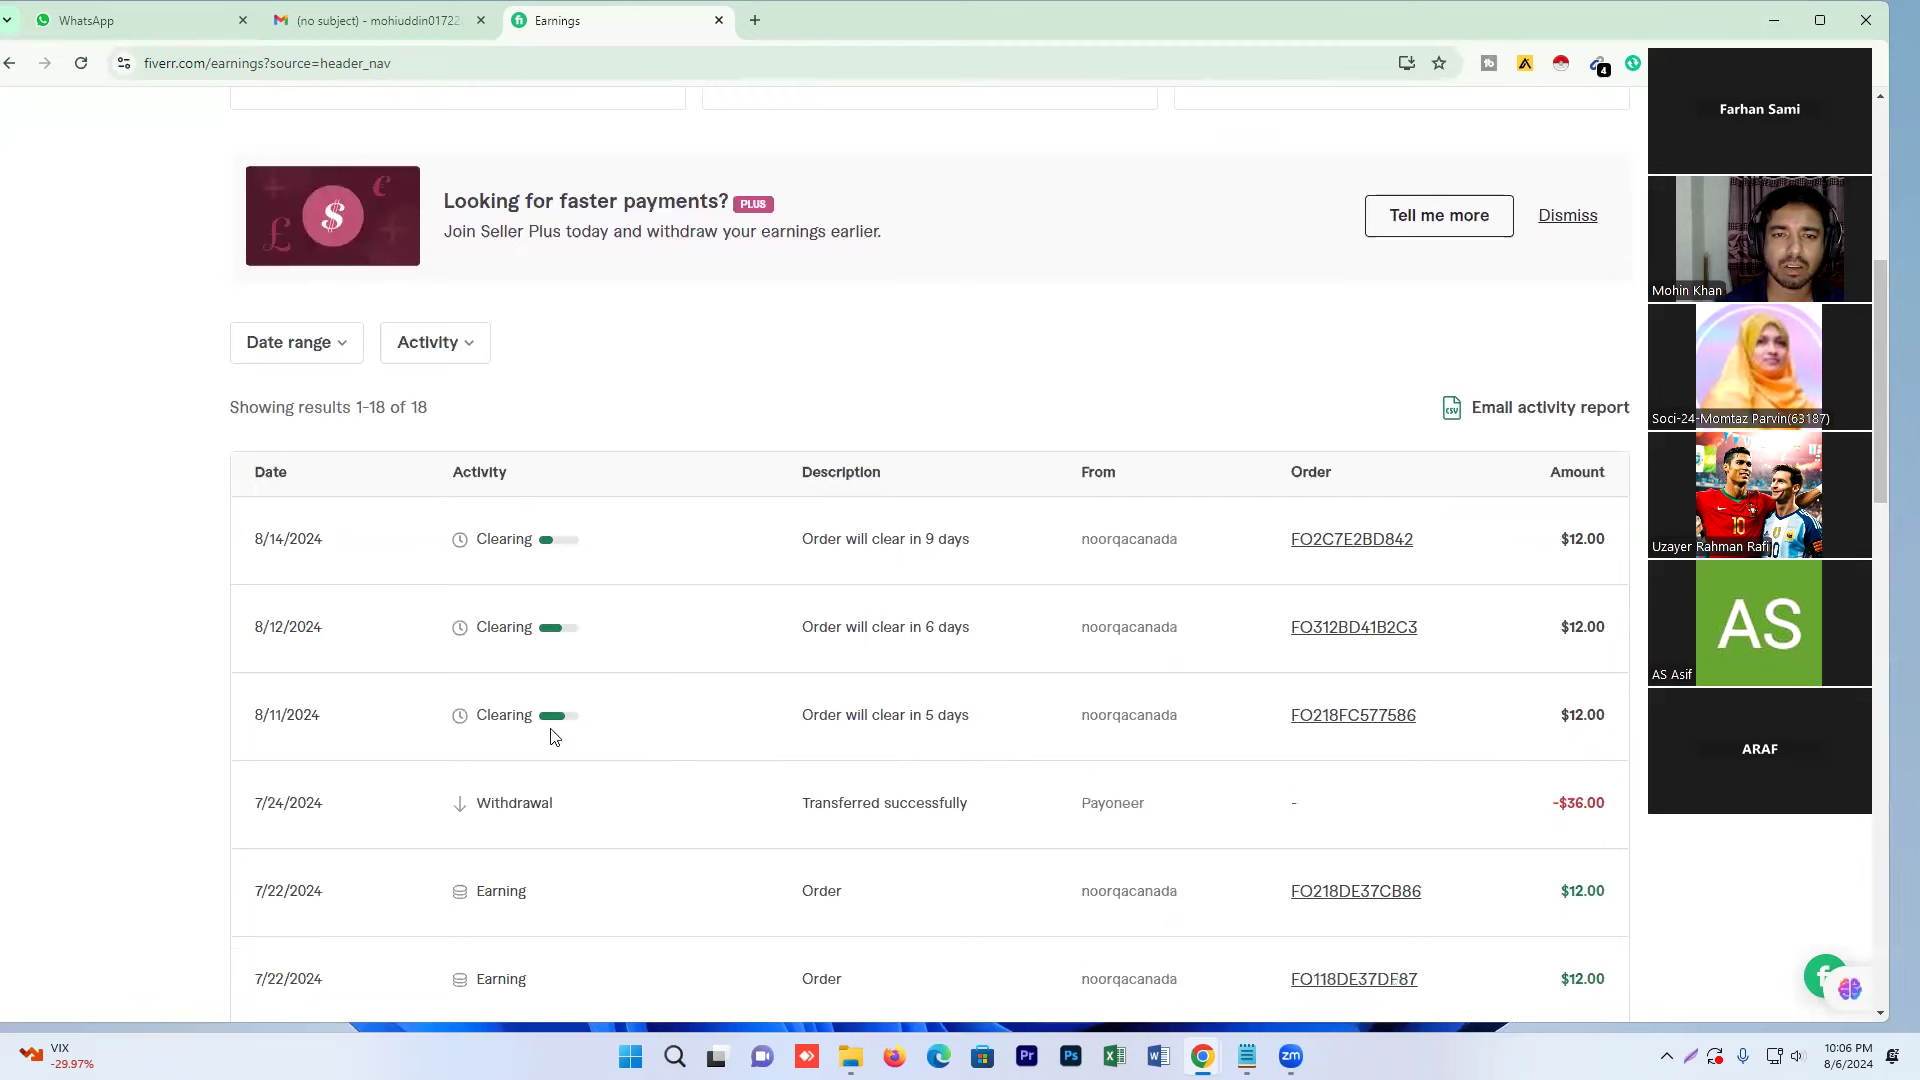 WhatsApp
(no subject) - mohiuddin01722
Earnings
fiverr.com/earnings?source=header_nav
4
Looking for faster payments? PLUS
Join Seller Plus today and withdraw your earnings earlier.
Tell me more
Dismiss
Date range
Activity
Showing results 1-18 of 18
CSV
Email activity report
Date Activity Description From Order Amount
8/14/2024 Clearing Order will clear in 9 days noorqacanada FO2C7E2BD842 $12.00
8/12/2024 Clearing Order will clear in 6 days noorqacanada FO312BD41B2C3 $12.00
8/11/2024 Clearing Order will clear in 5 days noorqacanada FO218FC577586 $12.00
7/24/2024 Withdrawal Transferred successfully Payoneer - -$36.00
7/22/2024 Earning Order noorqacanada FO218DE37CB86 $12.00
7/22/2024 Earning Order noorqacanada FO118DE37DE87 $12.00
Farhan Sami
Mohin Khan
Soci-24-Momtaz Parvin(63187)
10
Uzayer Rahman Rafi
AS
AS Asif
ARAF
VIX
-29.97%
Pr
Ps
zm
10:06 PM
8/6/2024